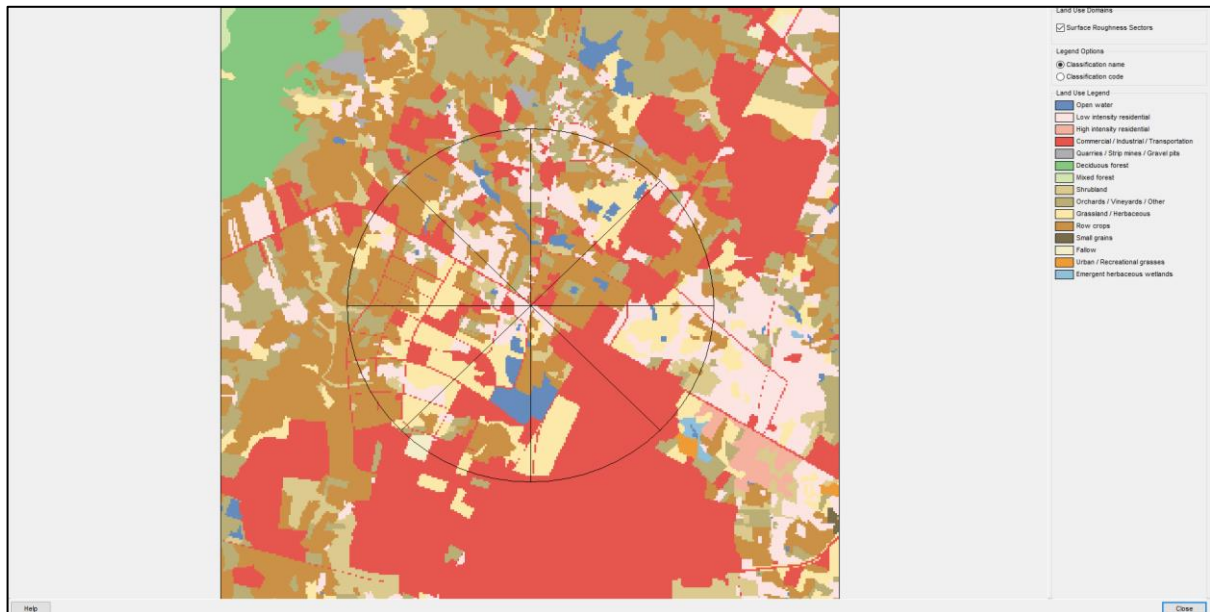 Land Use Domains
Surface Roughness Sectors
Legend Options
Classification name
Classification code
Land Use Legend
Open water
Low intensity residential
High intensity residential
Commercial / Industrial / Transportation
Quarries / Strip mines / Gravel pits
Deciduous forest
Mixed forest
Shrubland
Orchards / Vineyards / Other
Grassland / Herbaceous
Row crops
Small grains
Fallow
Urban / Recreational grasses
Emergent herbaceous wetlands
Help
Close